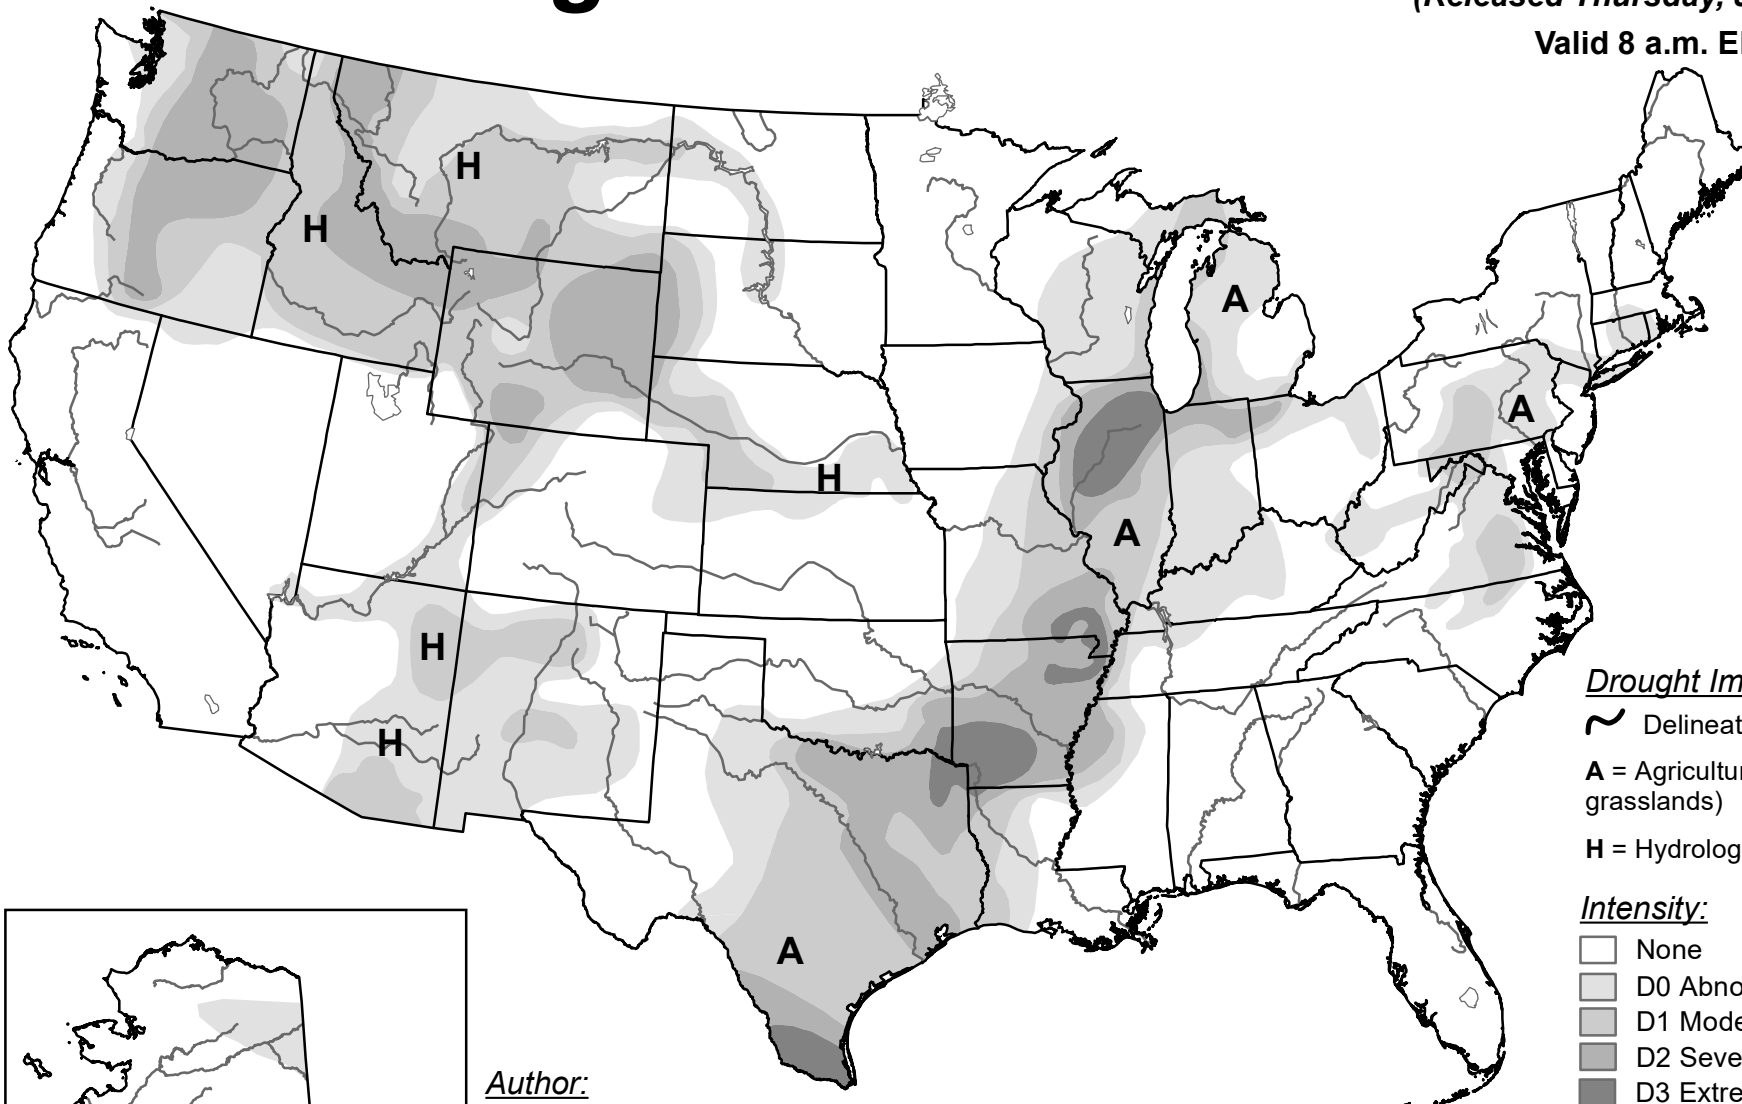 (Released Thursday,
Valid 8 a.m.
H
H
A
A
H
A
H
H
A
Drought
Delineat
A = Agricultur
grasslands)
H = Hydrolog
Intensity:
None
D0 Abno
D1 Mode
D2 Seve
D3 Extre
Author: